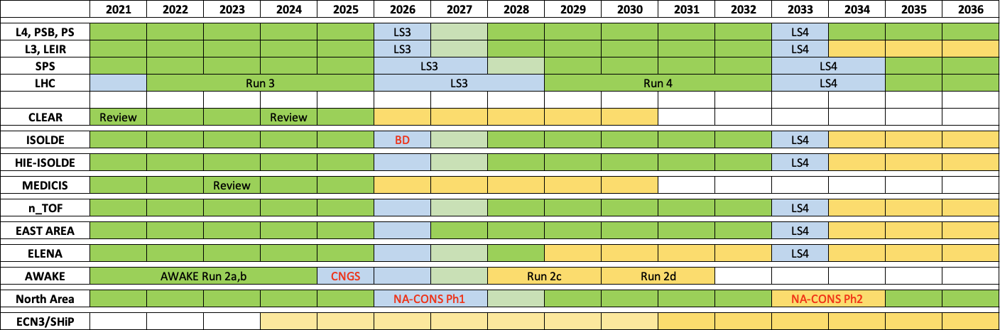 2021 2022 2023 2024 2025 2026 2027 2028 2029 2030 2031 2032 2033 2034 2035 2036
L4, PSB, PS LS3 LS4
L3, LEIR LS3 LS4
SPS LS3 LS4
LHC Run 3 LS3 Run 4 LS4
CLEAR Review Review
ISOLDE BD LS4
HIE-ISOLDE LS4
MEDICIS Review
n_TOF LS4
EAST AREA LS4
ELENA LS4
AWAKE AWAKE Run 2a,b CNGS Run 2c Run 2d
North Area NA-CONS Ph1 NA-CONS Ph2
ECN3/SHiP